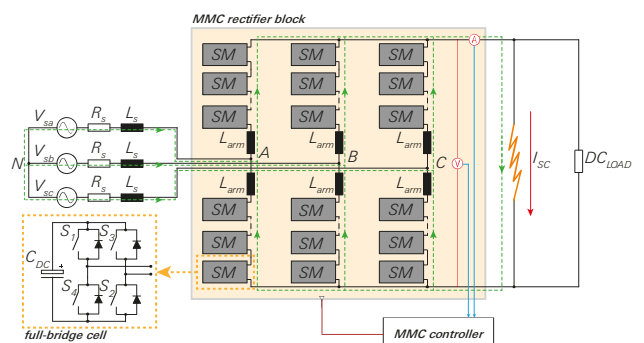 MMC rectifier block
SM SM SM
SM SM SM
SM SM SM
A
V
V_sa R_s L_s
V_sb R_s L_s
V_sc R_s L_s
N
L_arm L_arm L_arm
A B C
L_arm L_arm L_arm
SM SM SM
SM SM SM
SM SM SM
I_SC
DC_LOAD
S_1 S_3
C_DC +
S_4 S_2
full-bridge cell
MMC controller